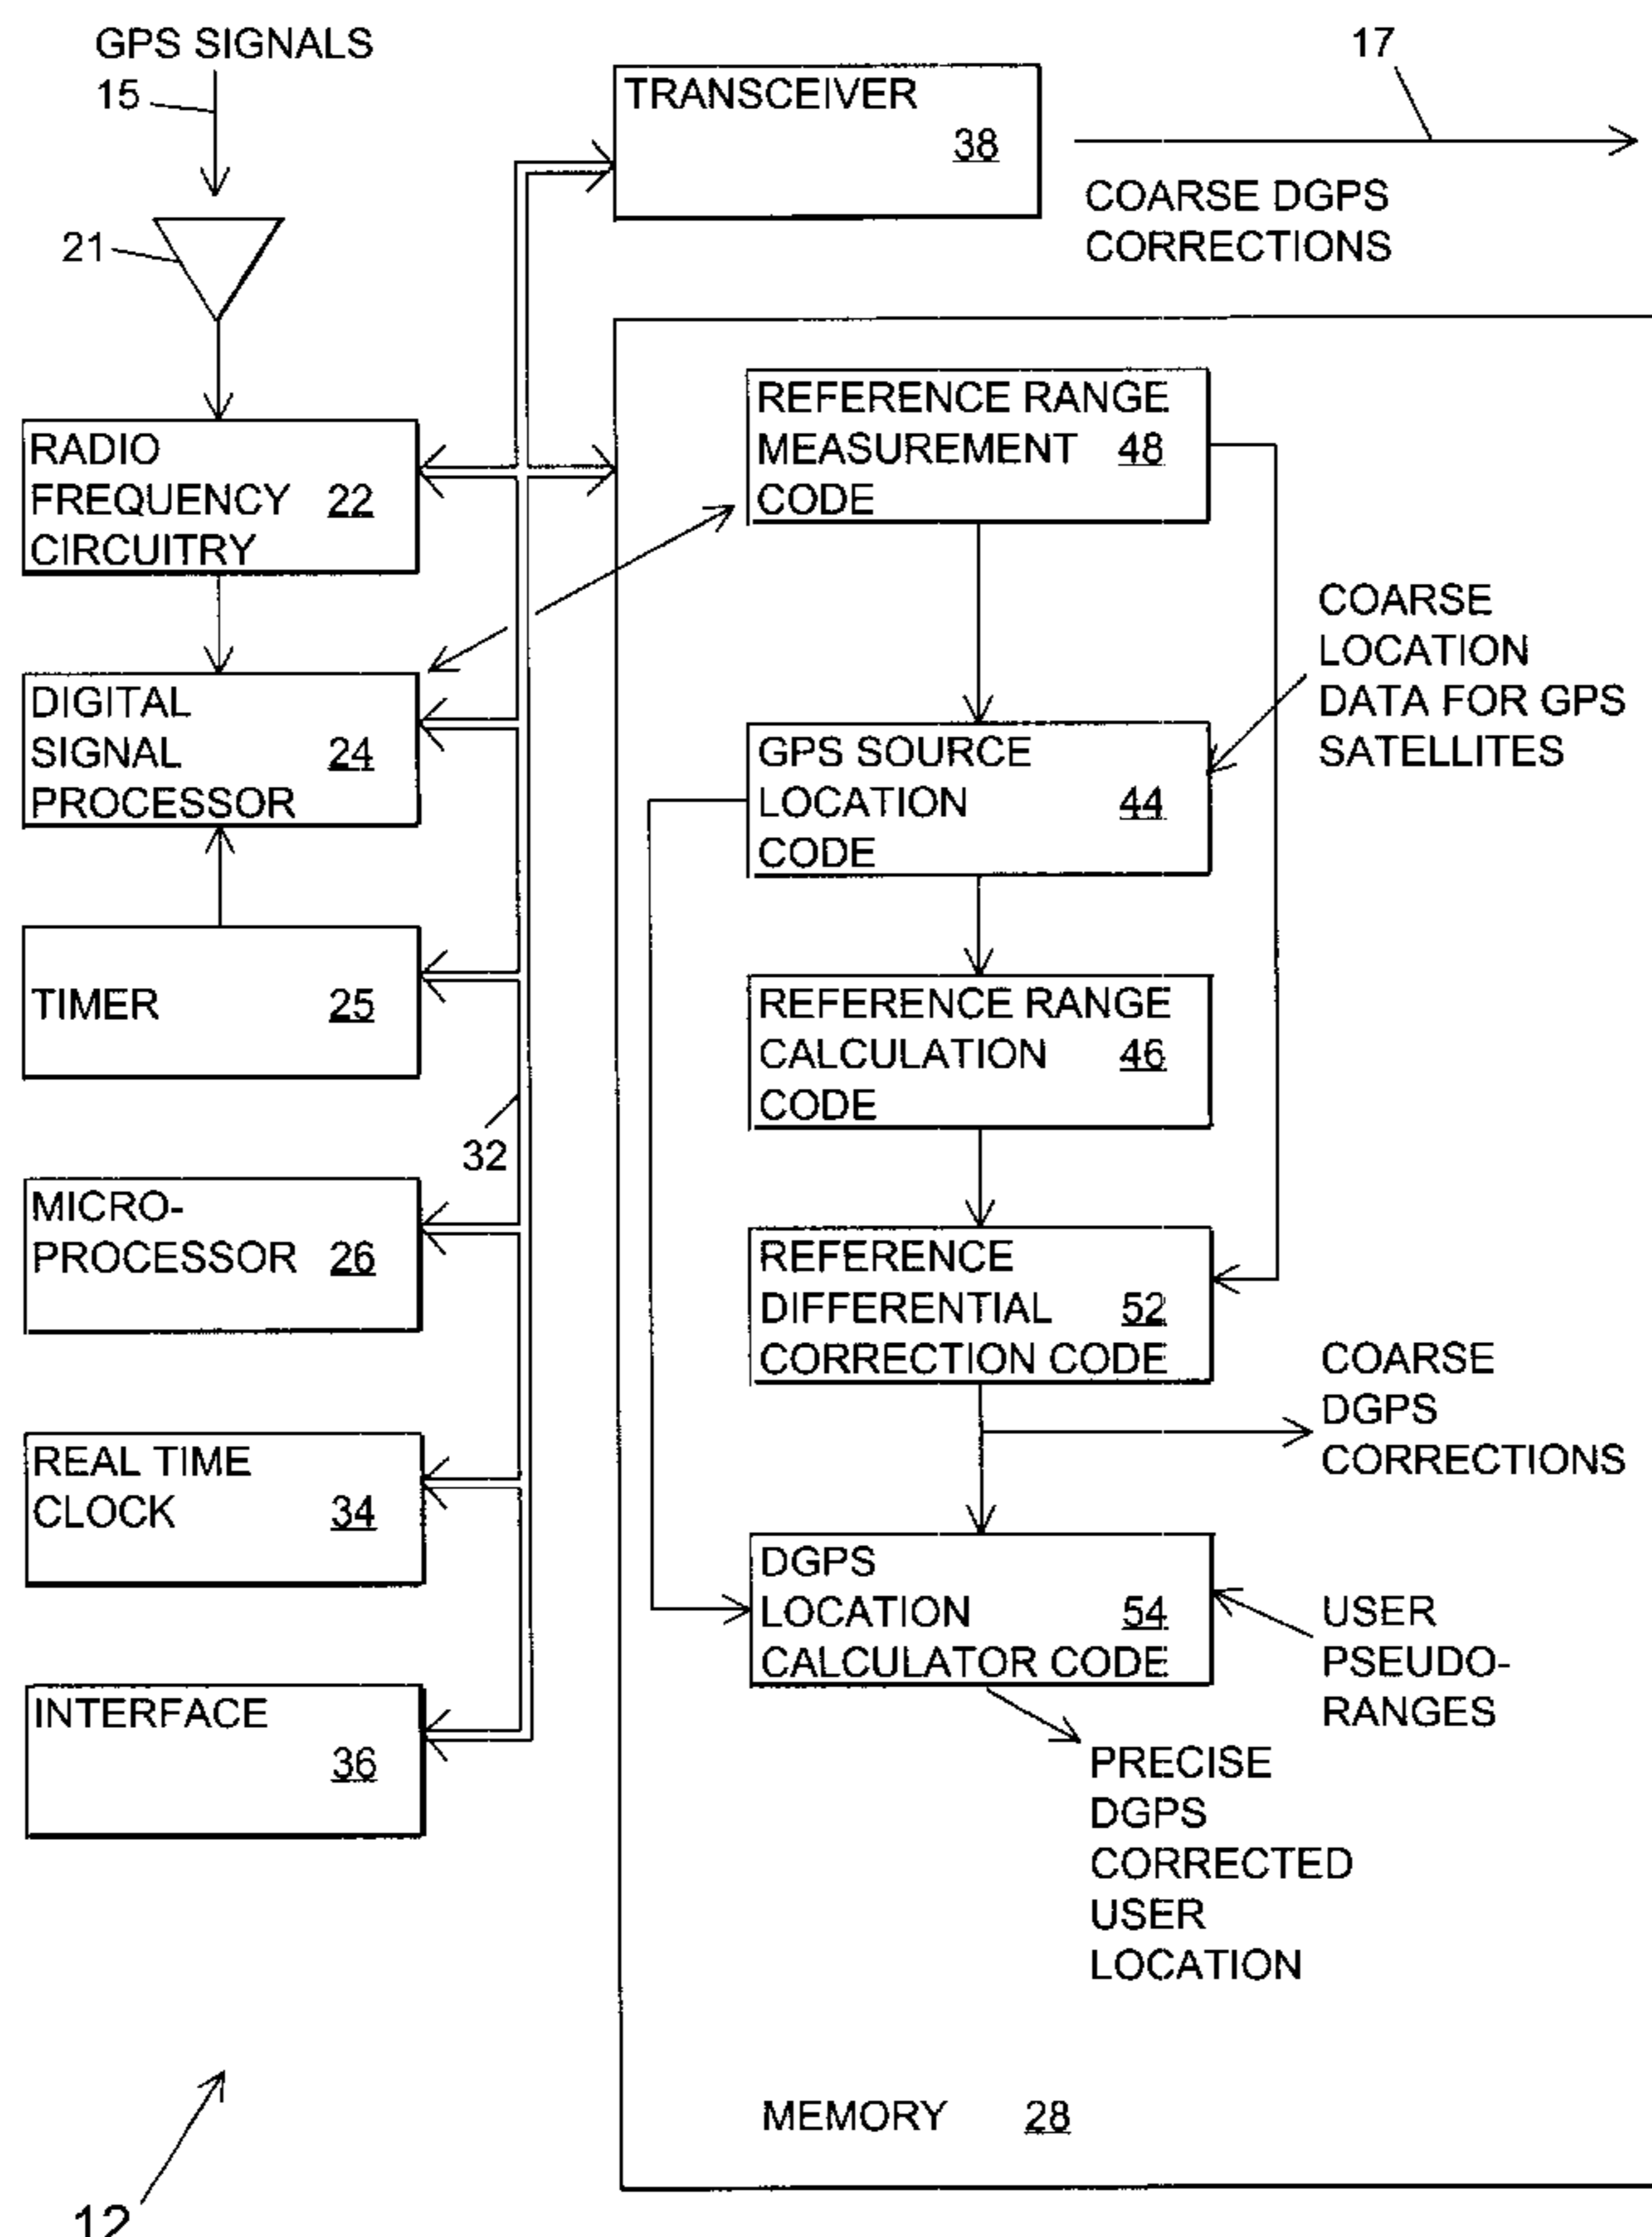 GPS SIGNALS
15
21
RADIO
FREQUENCY 22
CIRCUITRY
DIGITAL
SIGNAL 24
PROCESSOR
TIMER 25
MICRO-
PROCESSOR 26
REAL TIME
CLOCK 34
INTERFACE
36
12
32
TRANSCEIVER
38
17
COARSE DGPS
CORRECTIONS
REFERENCE RANGE
MEASUREMENT 48
CODE
COARSE
LOCATION
DATA FOR GPS
SATELLITES
GPS SOURCE
LOCATION 44
CODE
REFERENCE RANGE
CALCULATION 46
CODE
REFERENCE
DIFFERENTIAL 52
CORRECTION CODE
COARSE
DGPS
CORRECTIONS
DGPS
LOCATION 54
CALCULATOR CODE
USER
PSEUDO-
RANGES
PRECISE
DGPS
CORRECTED
USER
LOCATION
MEMORY 28